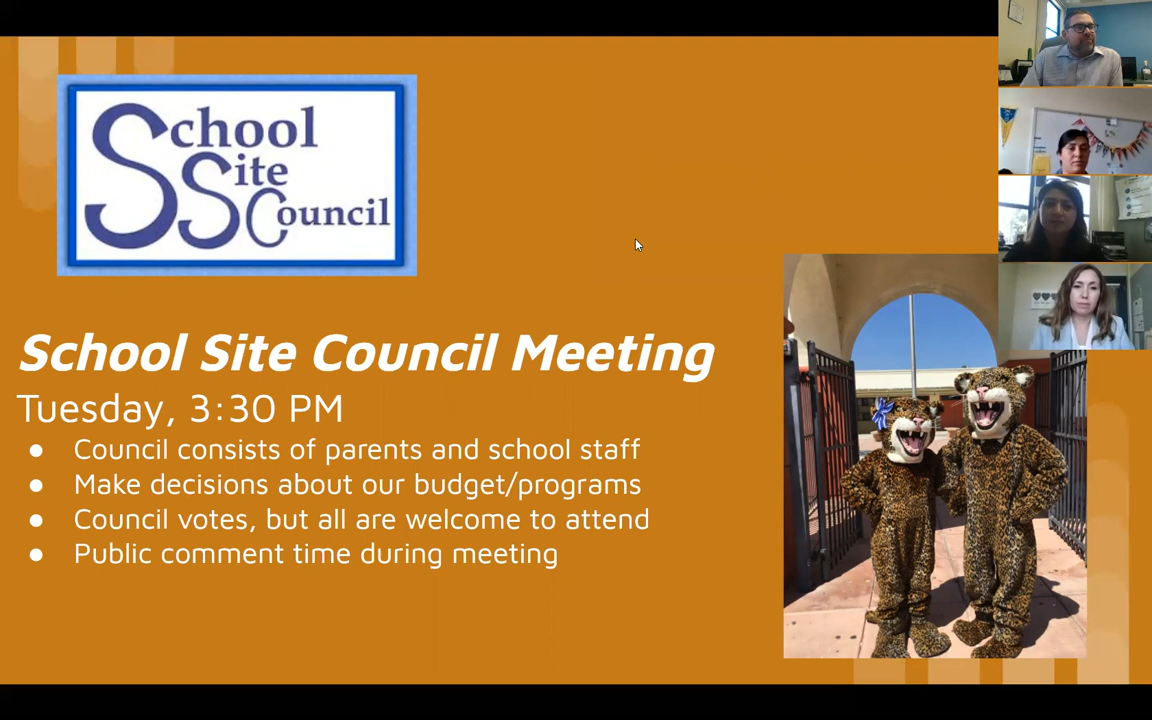 School
Site
Council
School Site Council Meeting
Tuesday, 3:30 PM
● Council consists of parents and school staff
● Make decisions about our budget/programs
● Council votes, but all are welcome to attend
● Public comment time during meeting